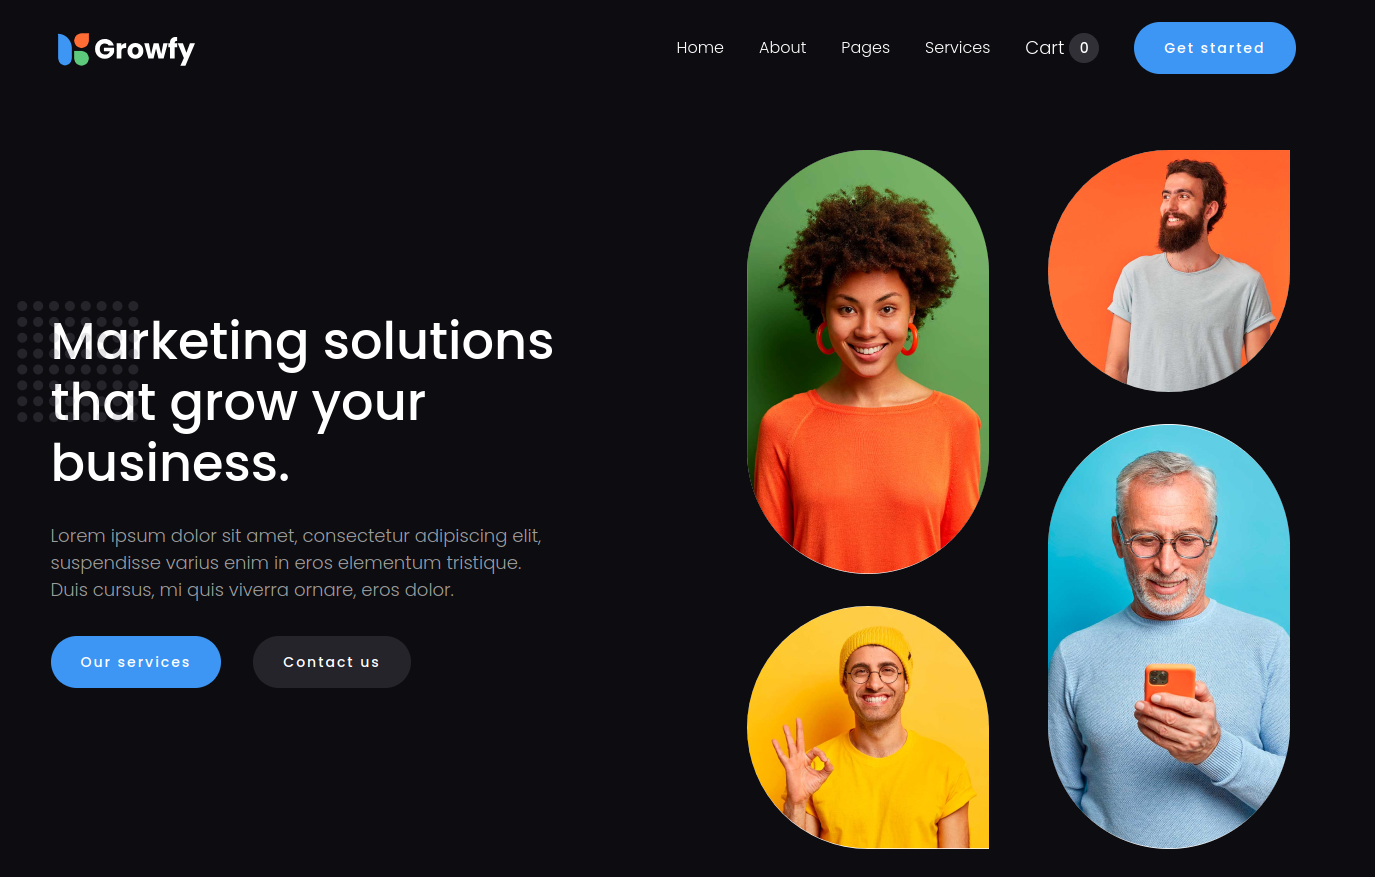 Growfy
Home About Pages Services Cart 0 Get started
Marketing solutions
that grow your
business.
Lorem ipsum dolor sit amet, consectetur adipiscing elit,
suspendisse varius enim in eros elementum tristique.
Duis cursus, mi quis viverra ornare, eros dolor.
Our services Contact us